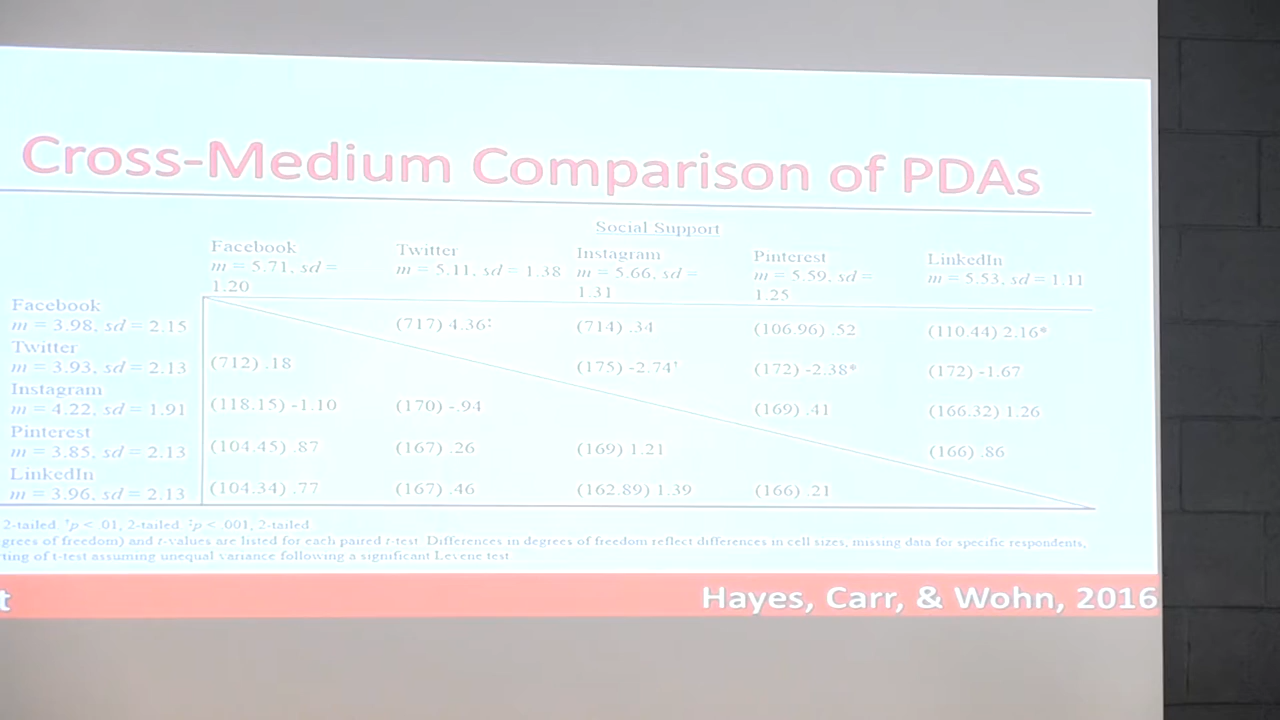 Cross-Medium Comparison of PDAs
Social Support
Facebook Twitter Instagram Pinterest LinkedIn
m = 5.71, sd = 1.20 m = 5.11, sd = 1.38 m = 5.66, sd = 1.31 m = 5.59, sd = 1.25 m = 5.53, sd = 1.11
Facebook
m = 3.98, sd = 2.15 (717) 4.36‡ (714) .34 (106.96) .52 (110.44) 2.16*
Twitter
m = 3.93, sd = 2.13 (712) .18 (175) -2.74† (172) -2.38* (172) -1.67
Instagram
m = 4.22, sd = 1.91 (118.15) -1.10 (170) -.94 (169) .41 (166.32) 1.26
Pinterest
m = 3.85, sd = 2.13 (104.45) .87 (167) .26 (169) 1.21 (166) .86
LinkedIn
m = 3.96, sd = 2.13 (104.34) .77 (167) .46 (162.89) 1.39 (166) .21
2-tailed †p < .01, 2-tailed ‡p < .001, 2-tailed
grees of freedom) and t-values are listed for each paired t-test. Differences in degrees of freedom reflect differences in cell sizes, missing data for specific respondents,
ting of t-test assuming unequal variance following a significant Levene test
t Hayes, Carr, & Wohn, 2016